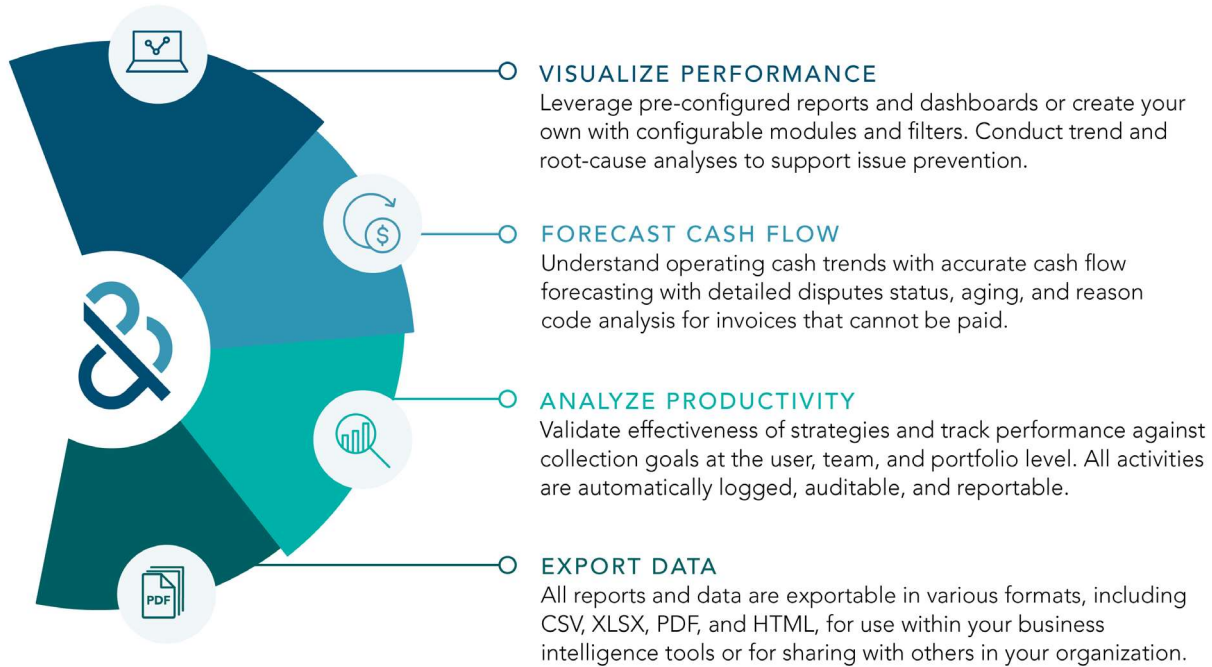 VISUALIZE PERFORMANCE
Leverage pre-configured reports and dashboards or create your
own with configurable modules and filters. Conduct trend and
root-cause analyses to support issue prevention.
$
FORECAST CASH FLOW
Understand operating cash trends with accurate cash flow
forecasting with detailed disputes status, aging, and reason
code analysis for invoices that cannot be paid.
ANALYZE PRODUCTIVITY
Validate effectiveness of strategies and track performance against
collection goals at the user, team, and portfolio level. All activities
are automatically logged, auditable, and reportable.
PDF
EXPORT DATA
All reports and data are exportable in various formats, including
CSV, XLSX, PDF, and HTML, for use within your business
intelligence tools or for sharing with others in your organization.